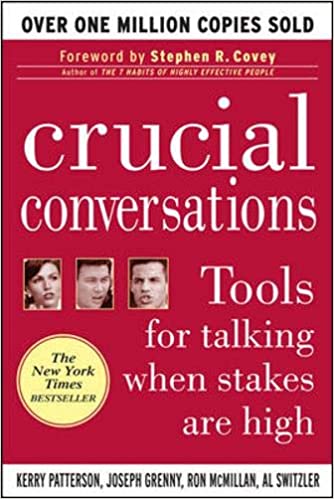 OVER ONE MILLION COPIES SOLD
Foreword by Stephen R. Covey
Author of THE 7 HABITS OF HIGHLY EFFECTIVE PEOPLE
crucial
conversations
Tools
for talking
when stakes
are high
The
New York
Times
BESTSELLER
KERRY PATTERSON, JOSEPH GRENNY, RON McMILLAN, AL SWITZLER